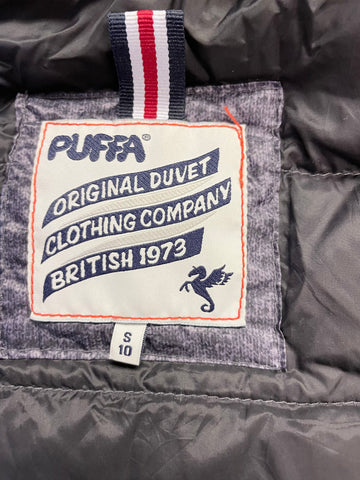 PUFFA®
ORIGINAL DUVET
CLOTHING COMPANY
BRITISH 1973
S
10